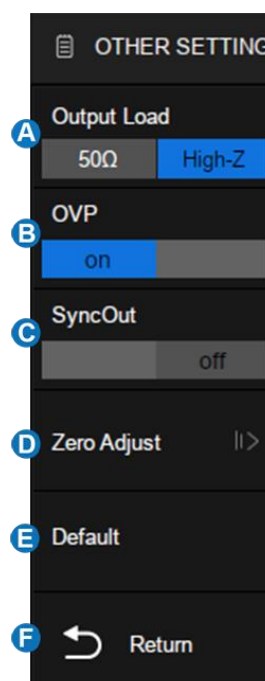 OTHER SETTING
A
Output Load
50Ω High-Z
B
OVP
on
C
SyncOut
off
D
Zero Adjust
E
Default
F
Return